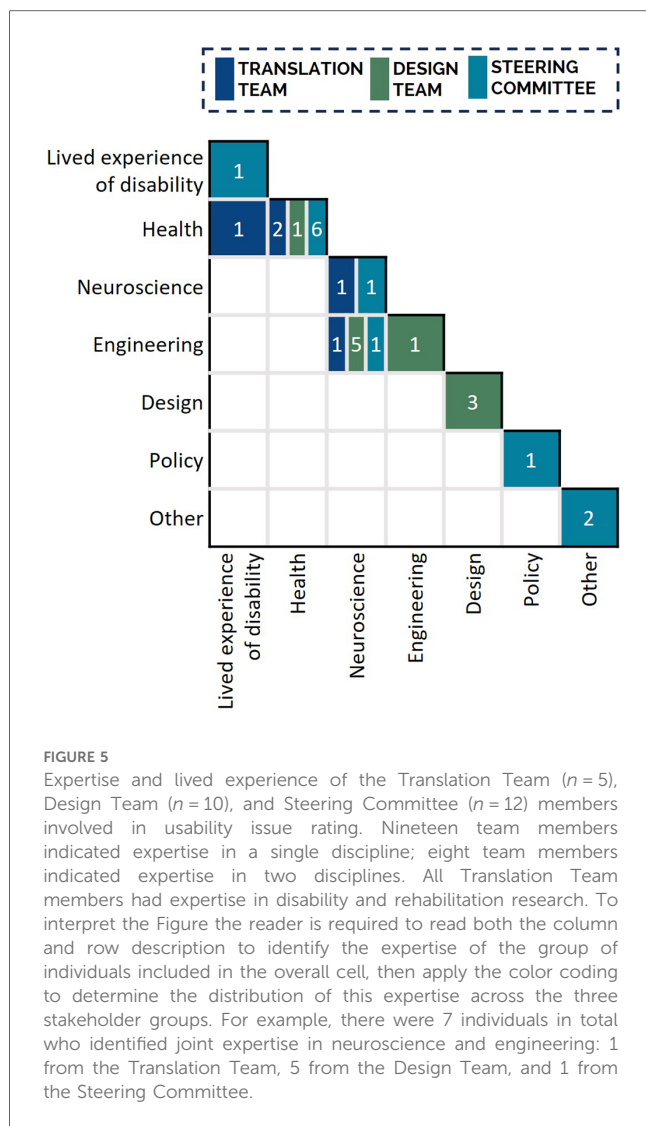 TRANSLATION TEAM
DESIGN TEAM
STEERING COMMITTEE
Lived experience of disability
1
Health
1 2 1 6
Neuroscience
1 1
Engineering
1 5 1 1
Design
3
Policy
1
Other
2
Lived experience of disability
Health
Neuroscience
Engineering
Design
Policy
Other
FIGURE 5
Expertise and lived experience of the Translation Team (n = 5),
Design Team (n = 10), and Steering Committee (n = 12) members
involved in usability issue rating. Nineteen team members
indicated expertise in a single discipline; eight team members
indicated expertise in two disciplines. All Translation Team
members had expertise in disability and rehabilitation research. To
interpret the Figure the reader is required to read both the column
and row description to identify the expertise of the group of
individuals included in the overall cell, then apply the color coding
to determine the distribution of this expertise across the three
stakeholder groups. For example, there were 7 individuals in total
who identified joint expertise in neuroscience and engineering: 1
from the Translation Team, 5 from the Design Team, and 1 from
the Steering Committee.